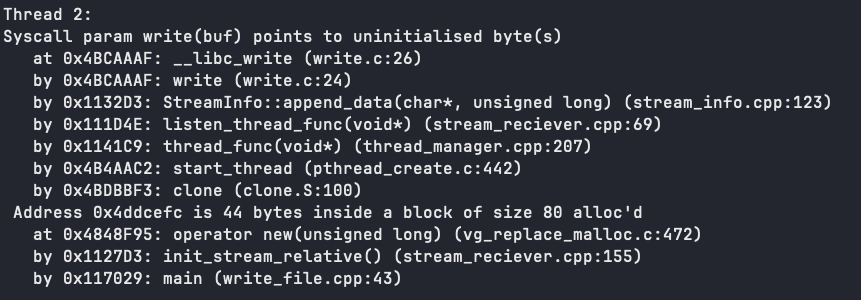 Thread 2:
Syscall param write(buf) points to uninitialised byte(s)
   at 0x4BCAAAF: __libc_write (write.c:26)
   by 0x4BCAAAF: write (write.c:24)
   by 0x1132D3: StreamInfo::append_data(char*, unsigned long) (stream_info.cpp:123)
   by 0x111D4E: listen_thread_func(void*) (stream_reciever.cpp:69)
   by 0x1141C9: thread_func(void*) (thread_manager.cpp:207)
   by 0x4B4AAC2: start_thread (pthread_create.c:442)
   by 0x4BDBBF3: clone (clone.S:100)
 Address 0x4ddcefc is 44 bytes inside a block of size 80 alloc'd
   at 0x4848F95: operator new(unsigned long) (vg_replace_malloc.c:472)
   by 0x1127D3: init_stream_relative() (stream_reciever.cpp:155)
   by 0x117029: main (write_file.cpp:43)